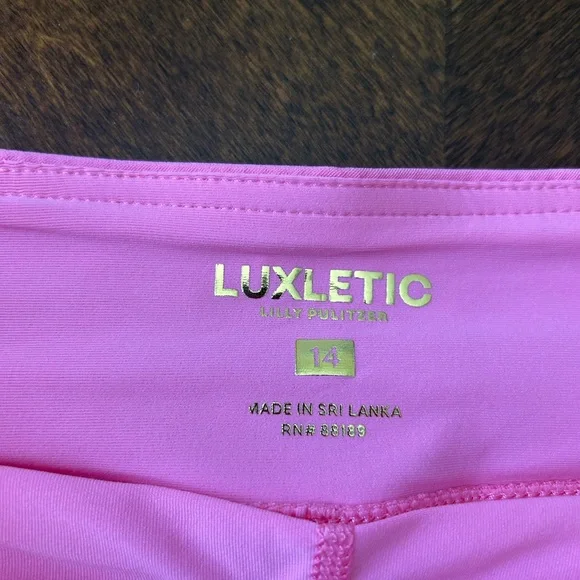 LUXLETIC
LILLY PULITZER
14
MADE IN SRI LANKA
RN# 88189